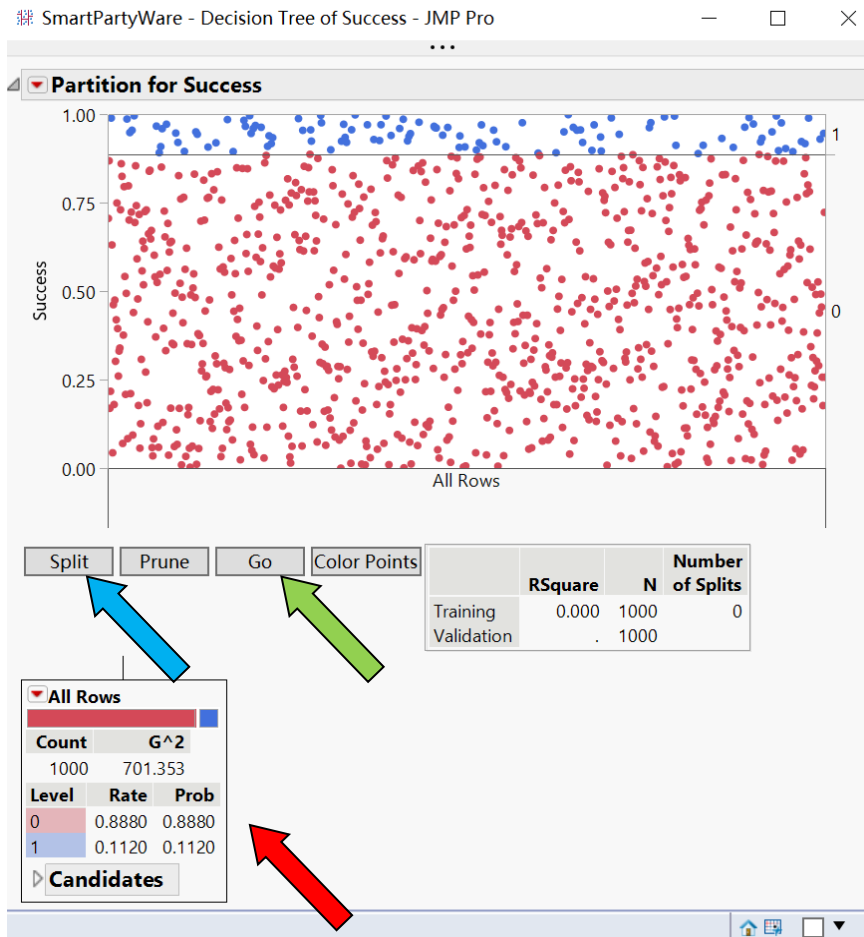 SmartPartyWare - Decision Tree of Success - JMP Pro
Partition for Success
1.00
1
0.75
Success
0.50
0
0.25
0.00
All Rows
Split Prune Go Color Points
Number
RSquare N of Splits
Training 0.000 1000 0
Validation . 1000
All Rows
Count G^2
1000 701.353
Level Rate Prob
0 0.8880 0.8880
1 0.1120 0.1120
Candidates